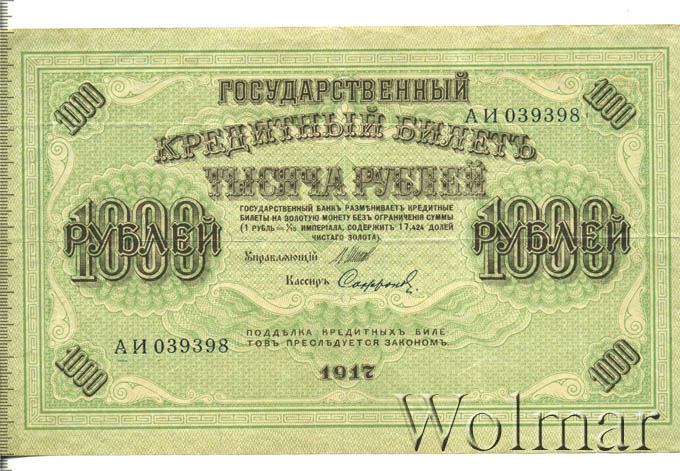 1000
ГОСУДАРСТВЕННЫЙ
1000
АИ 039398
КРЕДИТНЫЙ БИЛЕТЪ
ТЫСЯЧА РУБЛЕЙ
ГОСУДАРСТВЕННЫЙ БАНКЪ РАЗМѢНИВАЕТЪ КРЕДИТНЫЕ
БИЛЕТЫ НА ЗОЛОТУЮ МОНЕТУ БЕЗЪ ОГРАНИЧЕНІЯ СУММЫ
(1 РУБЛЬ = 1/15 ИМПЕРІАЛА, СОДЕРЖИТЪ 17,424 ДОЛЕЙ
ЧИСТАГО ЗОЛОТА).
1000
РУБЛЕЙ
1000
РУБЛЕЙ
Управляющій
Кассиръ
АИ 039398
ПОДДѢЛКА КРЕДИТНЫХЪ БИЛЕ-
ТОВЪ ПРЕСЛѢДУЕТСЯ ЗАКОНОМЪ.
1000
1917
1000
Wolmar